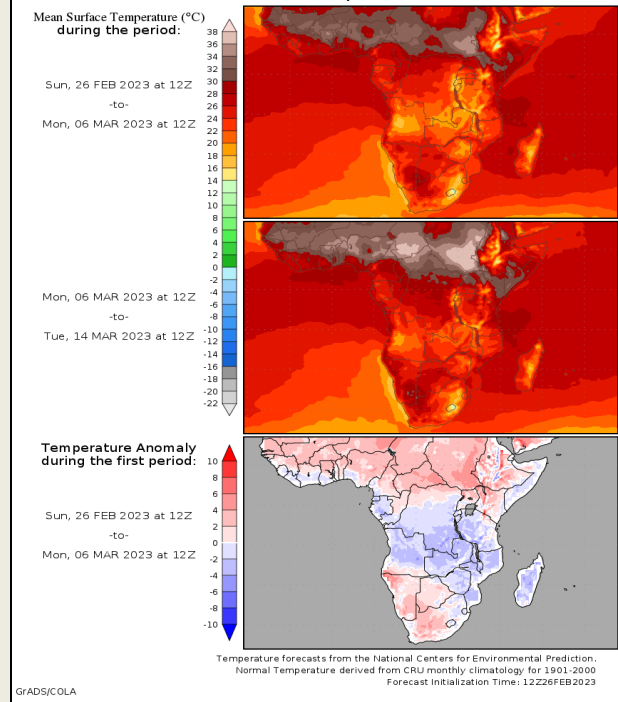 Mean Surface Temperature (°C)
during the period:
Sun, 26 FEB 2023 at 12Z
-to-
Mon, 06 MAR 2023 at 12Z
38
36
34
32
30
28
26
24
22
20
18
16
14
12
10
8
6
4
2
0
-2
-4
-6
-8
-10
-12
-14
-16
-18
-20
-22
Mon, 06 MAR 2023 at 12Z
-to-
Tue, 14 MAR 2023 at 12Z
Temperature Anomaly
during the first period:
Sun, 26 FEB 2023 at 12Z
-to-
Mon, 06 MAR 2023 at 12Z
10
8
6
4
2
0
-2
-4
-6
-8
-10
Temperature forecasts from the National Centers for Environmental Prediction.
Normal Temperature derived from CRU monthly climatology for 1901-2000
Forecast Initialization Time: 12Z26FEB2023
GrADS/COLA